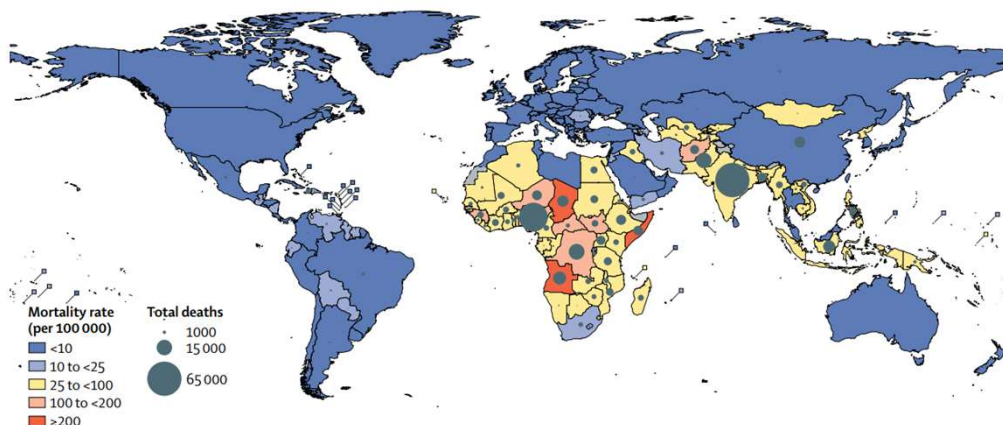 Mortality rate
(per 100 000)
<10
10 to <25
25 to <100
100 to <200
≥200
Total deaths
1000
15 000
65 000